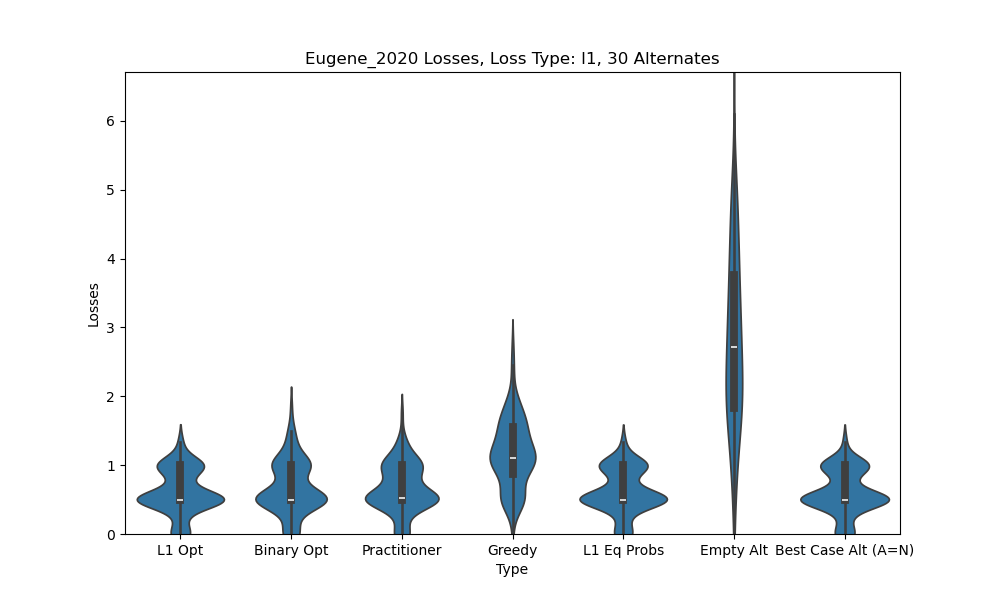 Eugene_2020 Losses, Loss Type: l1, 30 Alternates
6
5
4
3
2
1
0
Losses
L1 Opt Binary Opt Practitioner Greedy L1 Eq Probs Empty Alt Best Case Alt (A=N)
Type